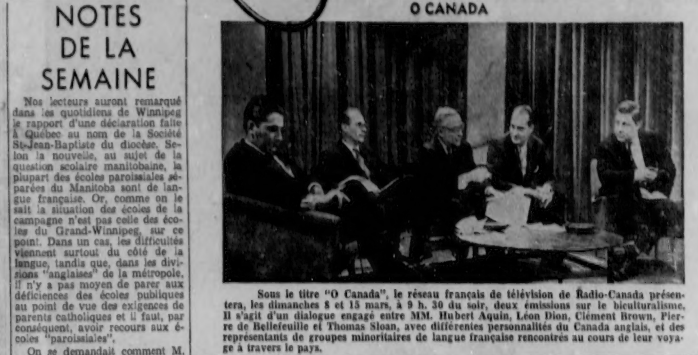 NOTES
DE LA
SEMAINE
Nos lecteurs auront remarqué
dans les quotidiens de Winnipeg
le rapport d'une déclaration faite
à Québec au nom de la Société
St-Jean-Baptiste du diocèse. Se-
lon la nouvelle, au sujet de la
question scolaire manitobaine, la
plupart des écoles paroissiales sé-
parées du Manitoba sont de lan-
gue française. Or, comme on le
sait la situation des écoles de la
campagne n'est pas celle des éco-
les du Grand-Winnipeg, sur ce
point. Dans un cas, les difficultés
viennent surtout du côté de la
langue, tandis que, dans les divi-
sions "anglaises" de la métropole,
il n'y a pas moyen de parer aux
déficiences des écoles publiques
au point de vue des exigences de
parents catholiques et il faut, par
conséquent, avoir recours aux é-
coles "paroissiales".
On se demandait comment M.
O CANADA
Sous le titre "O Canada", le réseau français de télévision de Radio-Canada présen-
tera, les dimanches 8 et 15 mars, à 9 h. 30 du soir, deux émissions sur le biculturalisme.
Il s'agit d'un dialogue engagé entre MM. Hubert Aquin, Léon Dion, Clément Brown, Pier-
re de Bellefeuille et Thomas Sloan, avec différentes personnalités du Canada anglais, et des
représentants de groupes minoritaires de langue française rencontrés au cours de leur voya-
ge à travers le pays.